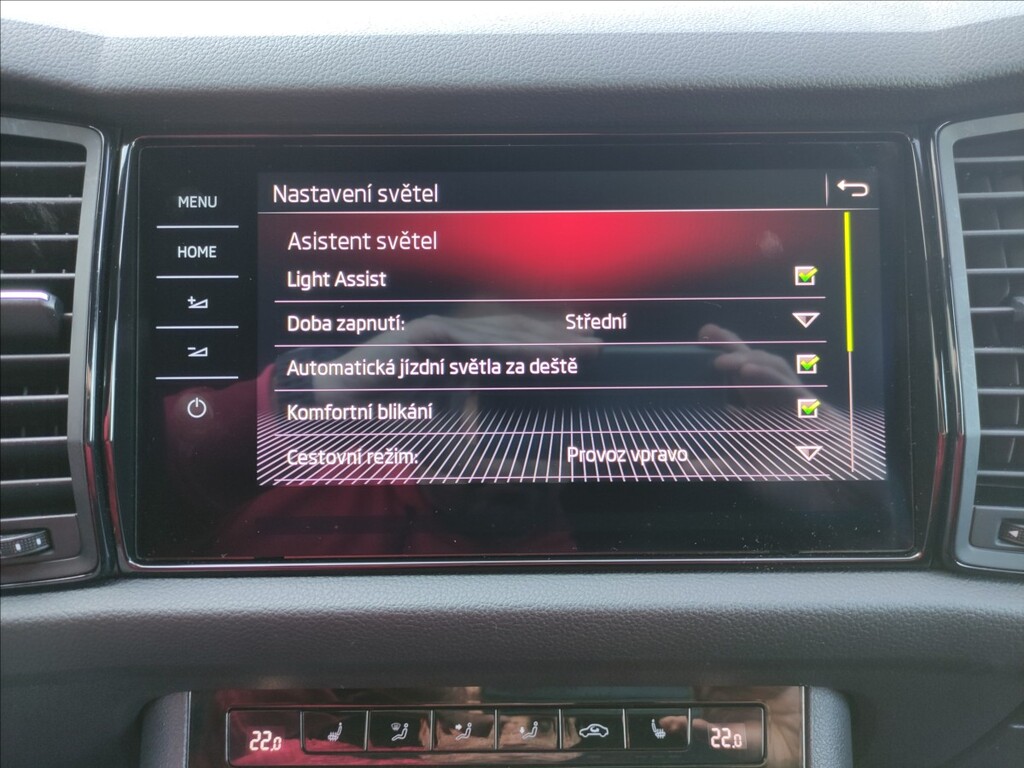 MENU
HOME
Nastavení světel
Asistent světel
Light Assist
Doba zapnutí: Střední
Automatická jízdní světla za deště
Komfortní blikání
Cestovní režim: Provoz vpravo
22.0
22.0